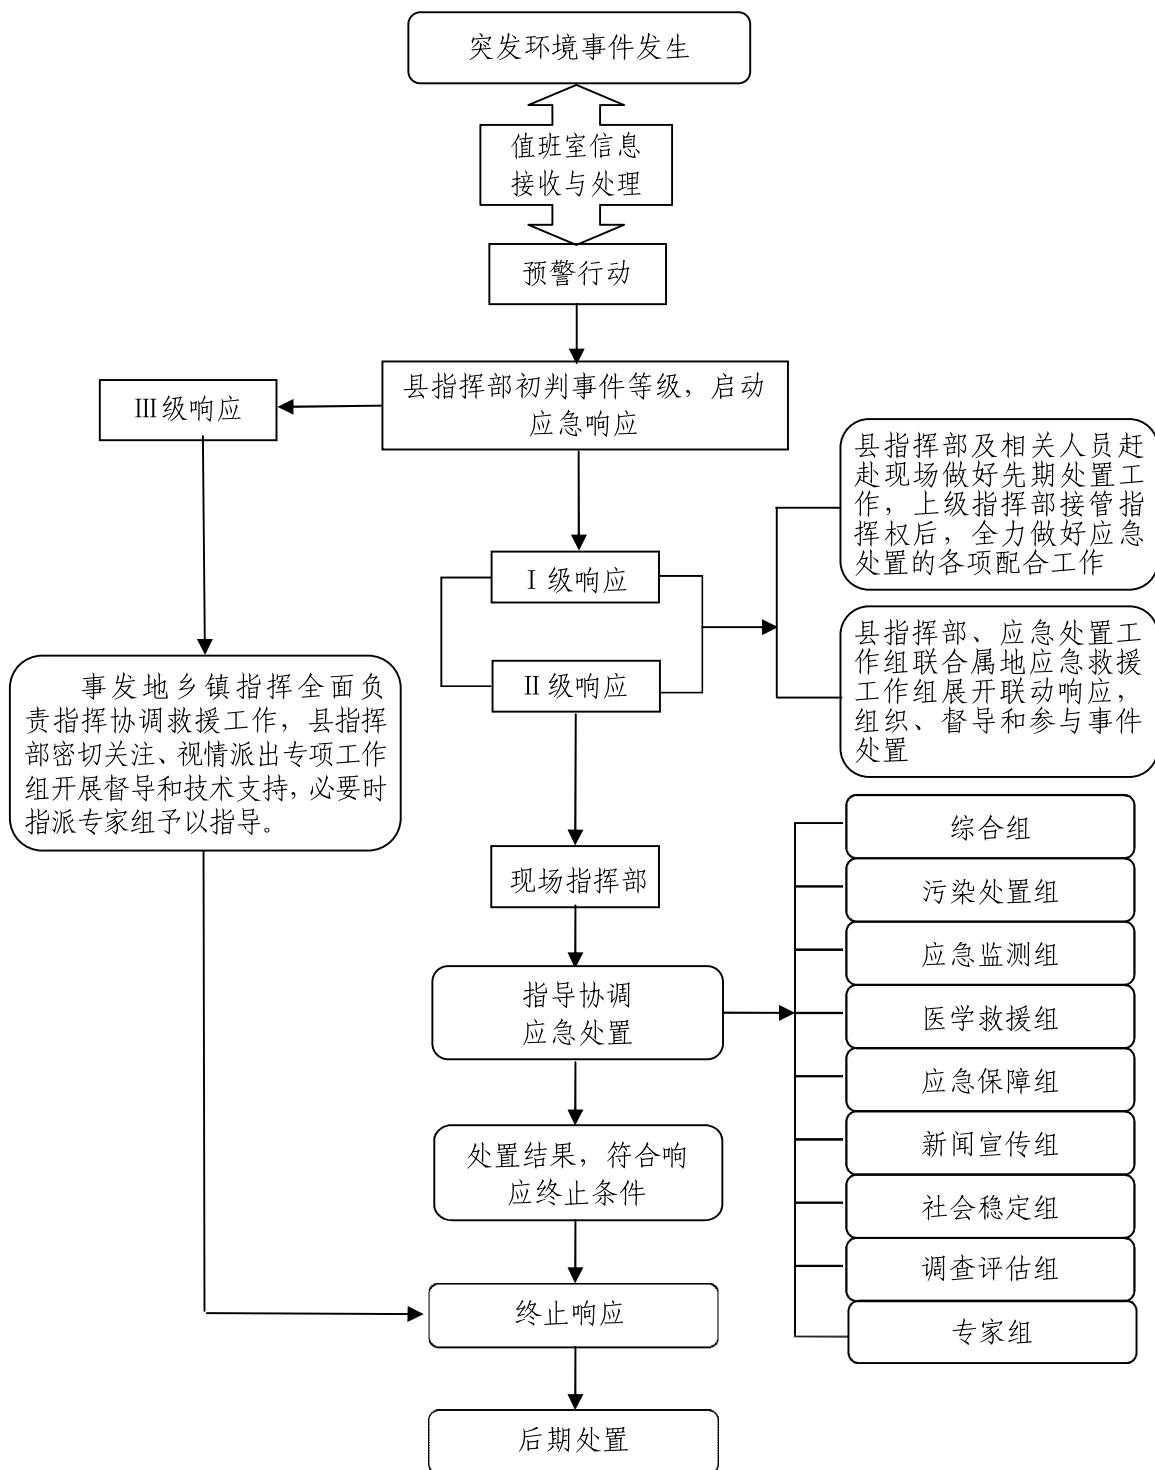 突发环境事件发生
值班室信息
接收与处理
预警行动
县指挥部初判事件等级，启动
应急响应
III级响应
县指挥部及相关人员赶
赴现场做好先期处置工
作，上级指挥部接管指
挥权后，全力做好应急
处置的各项配合工作
I 级响应
县指挥部、应急处置工
作组联合属地应急救援
工作组展开联动响应，
组织、督导和参与事件
处置
II 级响应
事发地乡镇指挥全面负
责指挥协调救援工作，县指挥
部密切关注、视情派出专项工作
组开展督导和技术支持，必要时
指派专家组予以指导。
现场指挥部
指导协调
应急处置
综合组
污染处置组
应急监测组
医学救援组
应急保障组
新闻宣传组
社会稳定组
调查评估组
专家组
处置结果，符合响
应终止条件
终止响应
后期处置